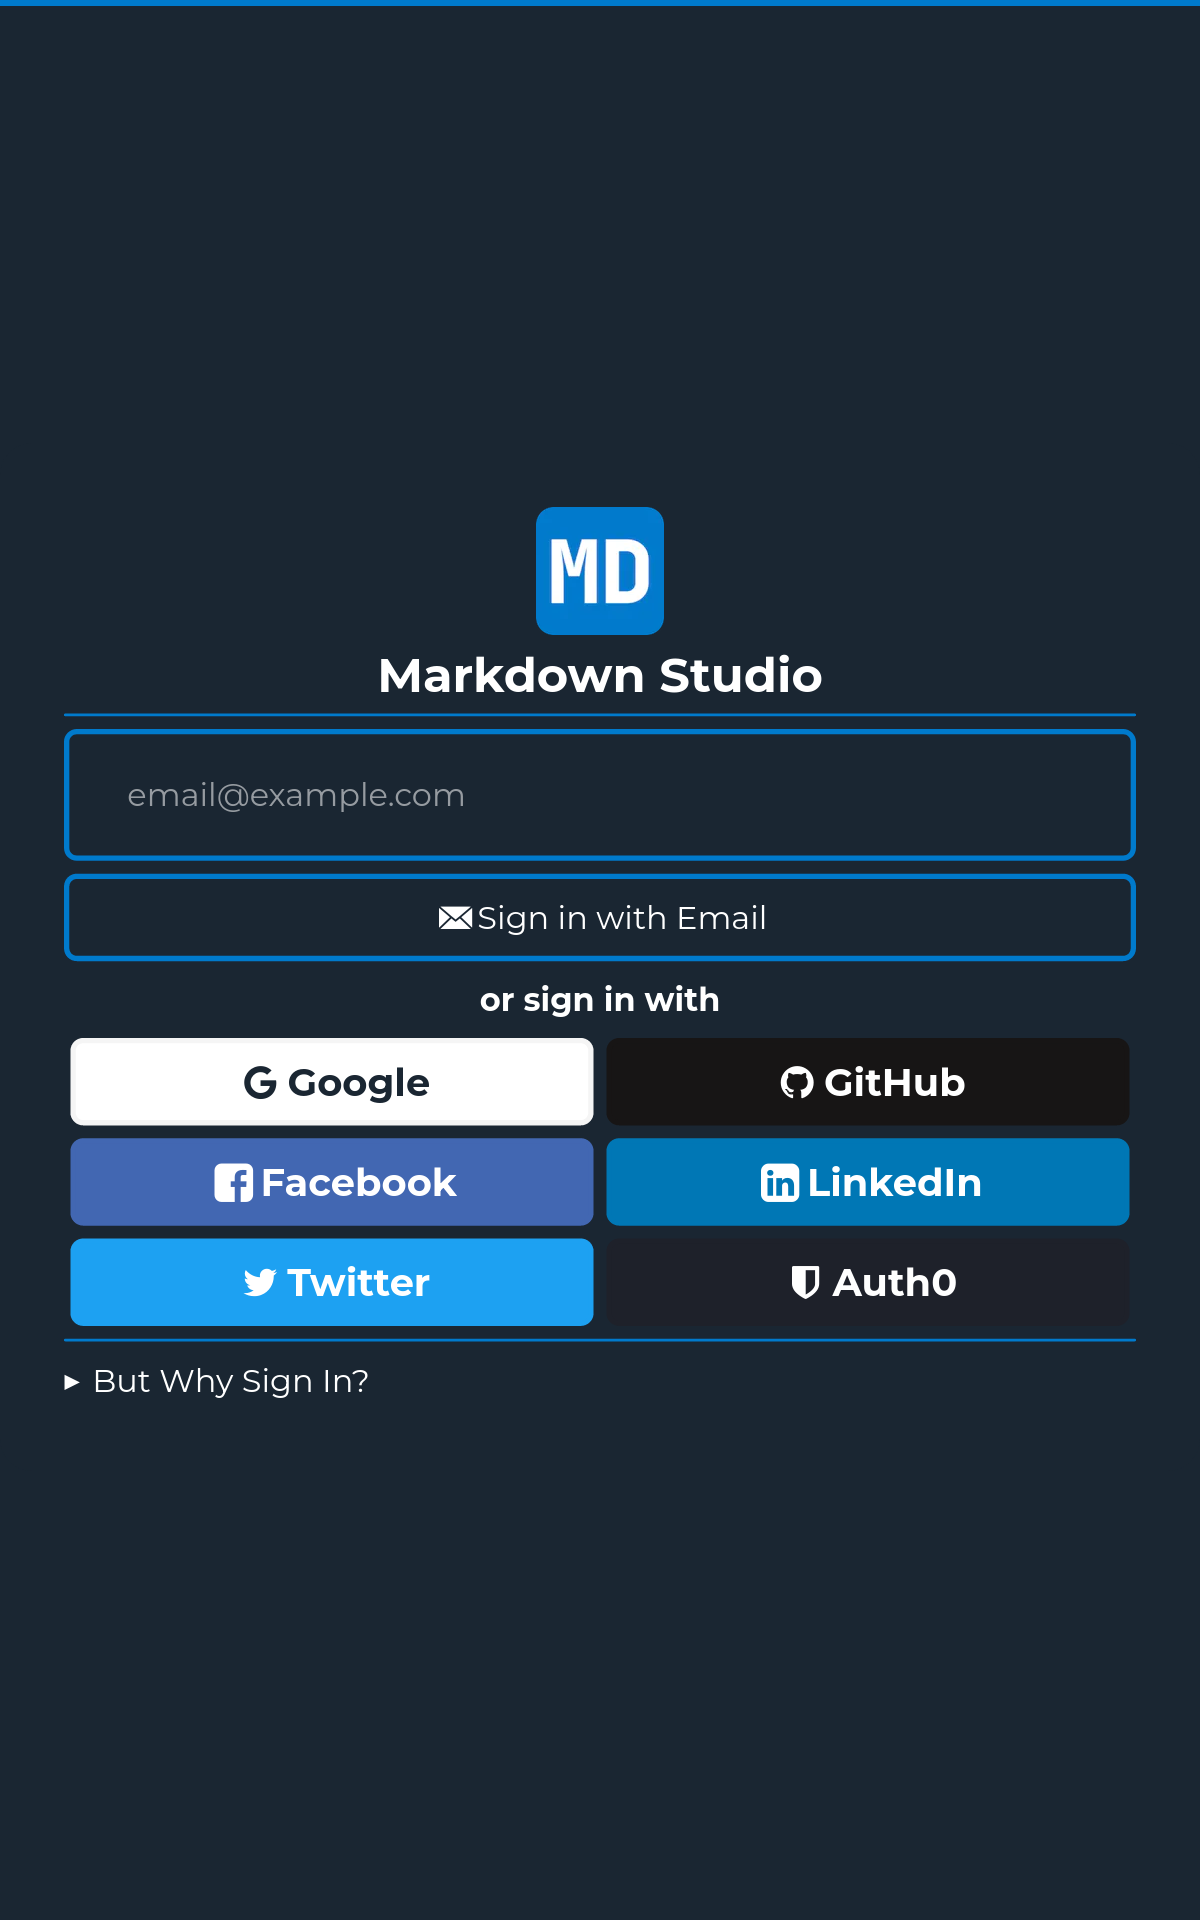 MD
Markdown Studio
email@example.com
Sign in with Email
or sign in with
Google
GitHub
Facebook
LinkedIn
Twitter
Auth0
But Why Sign In?